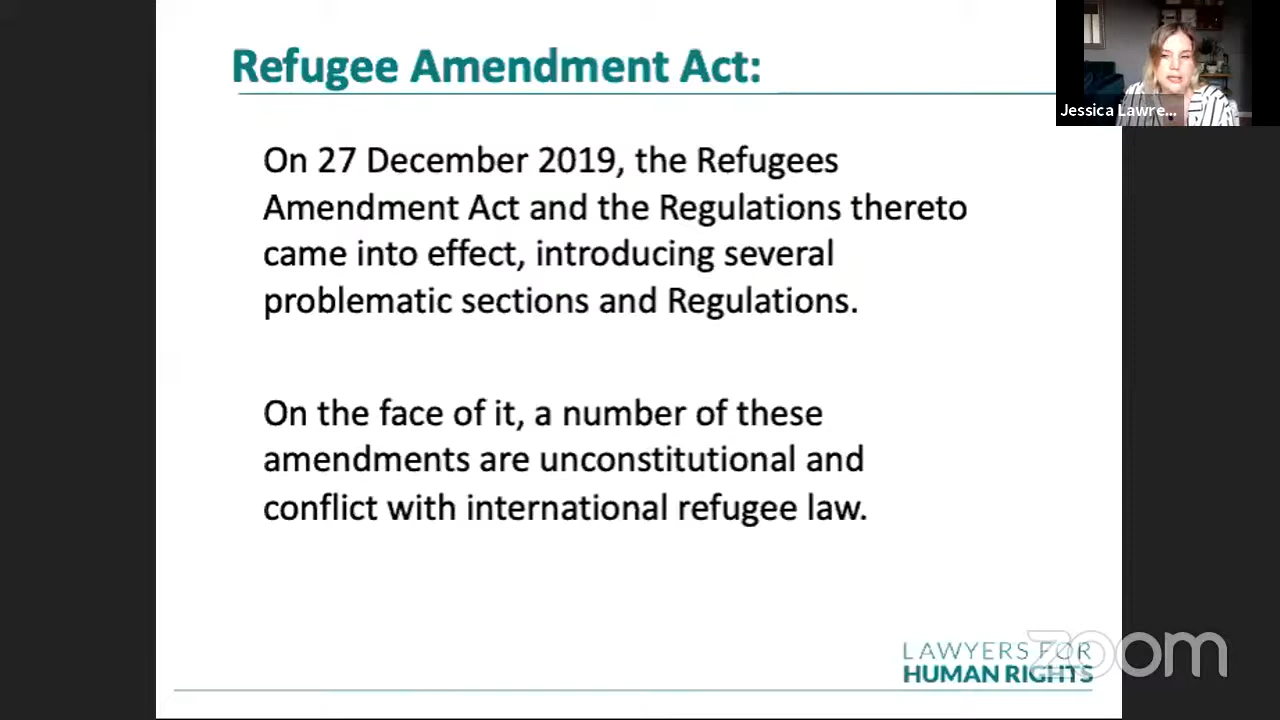 Refugee Amendment Act:
Jessica Lawre...
On 27 December 2019, the Refugees
Amendment Act and the Regulations thereto
came into effect, introducing several
problematic sections and Regulations.
On the face of it, a number of these
amendments are unconstitutional and
conflict with international refugee law.
LAWYERS FOR
HUMAN RIGHTS
zoom